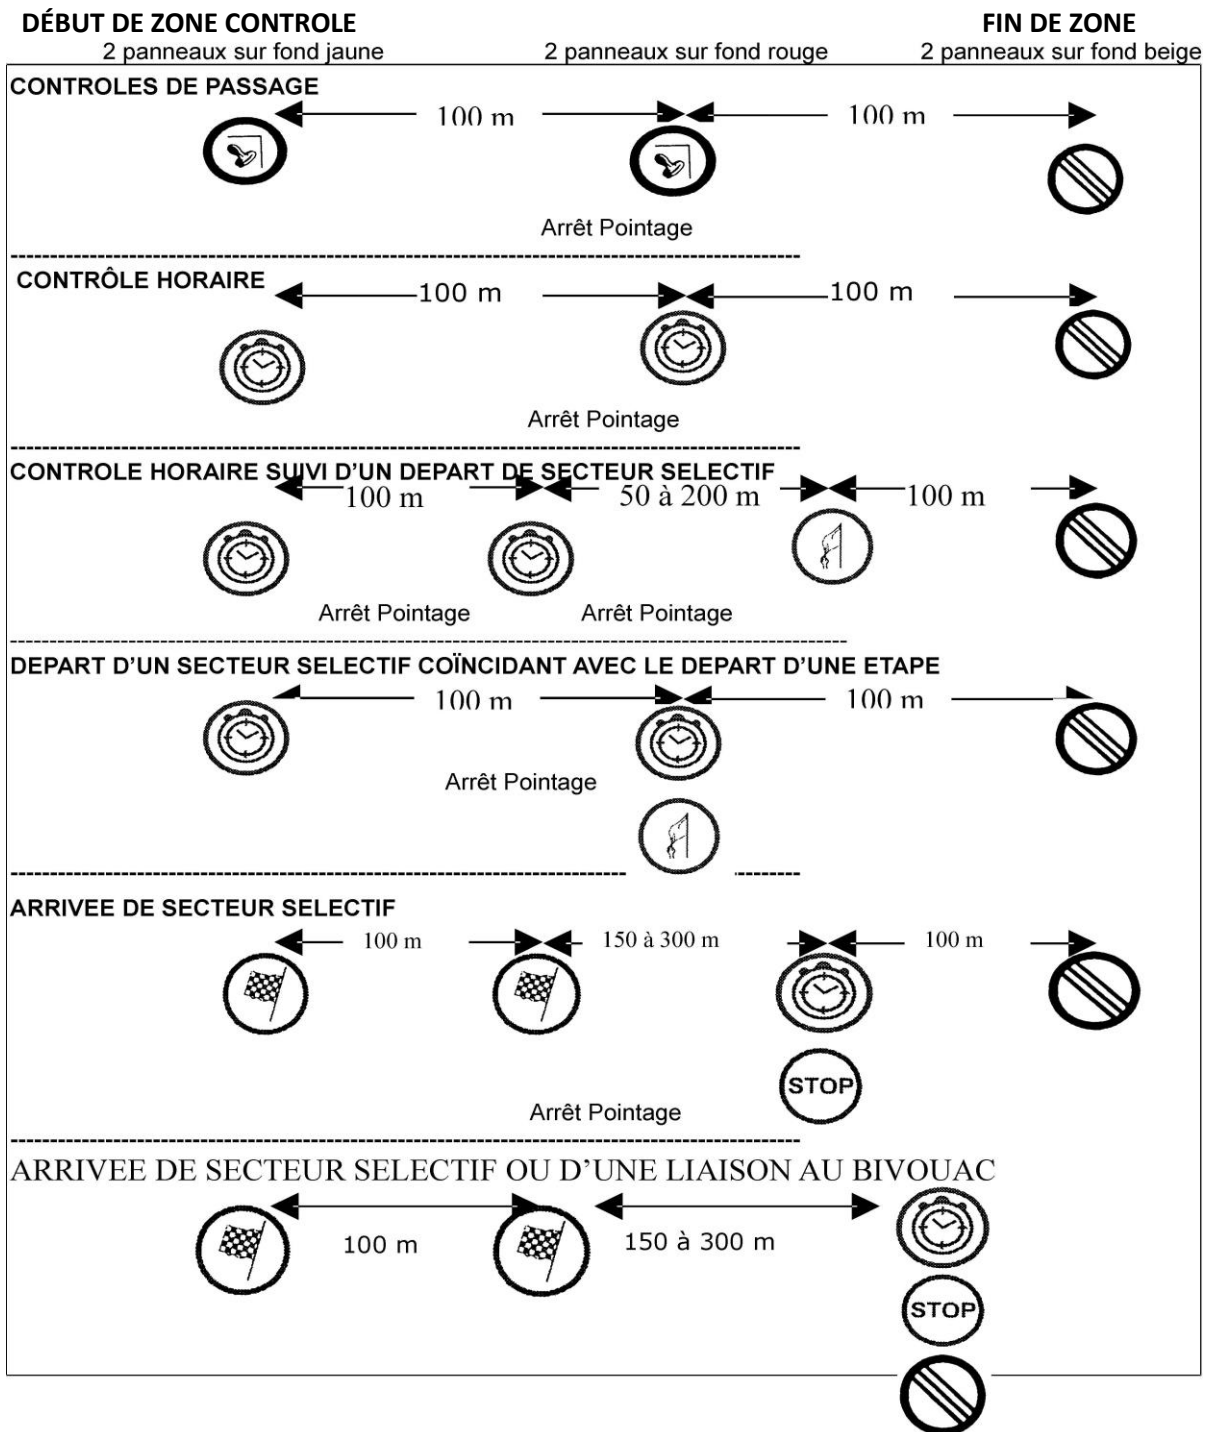 DÉBUT DE ZONE CONTROLE FIN DE ZONE
2 panneaux sur fond jaune 2 panneaux sur fond rouge 2 panneaux sur fond beige
CONTROLES DE PASSAGE
100 m 100 m
Arrêt Pointage
CONTRÔLE HORAIRE
100 m 100 m
Arrêt Pointage
CONTROLE HORAIRE SUIVI D’UN DEPART DE SECTEUR SELECTIF
100 m 50 à 200 m 100 m
Arrêt Pointage Arrêt Pointage
DEPART D’UN SECTEUR SELECTIF COÏNCIDANT AVEC LE DEPART D’UNE ETAPE
100 m 100 m
Arrêt Pointage
ARRIVEE DE SECTEUR SELECTIF
100 m 150 à 300 m 100 m
STOP
Arrêt Pointage
ARRIVEE DE SECTEUR SELECTIF OU D’UNE LIAISON AU BIVOUAC
100 m 150 à 300 m
STOP